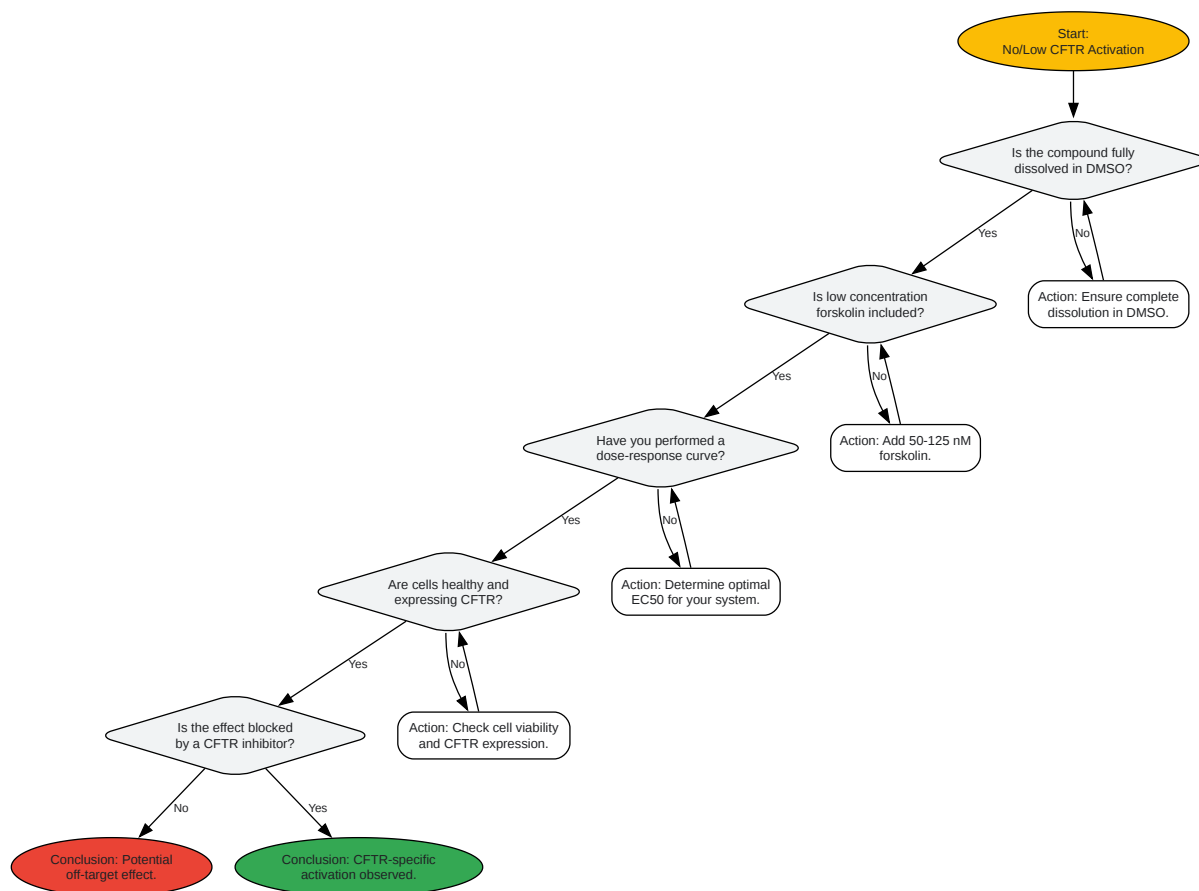 Start:
No/Low CFTR Activation
Is the compound fully
dissolved in DMSO?
Yes
No
Action: Ensure complete
dissolution in DMSO.
Is low concentration
forskolin included?
Yes
No
Action: Add 50-125 nM
forskolin.
Have you performed a
dose-response curve?
Yes
No
Action: Determine optimal
EC50 for your system.
Are cells healthy and
expressing CFTR?
Yes
No
Action: Check cell viability
and CFTR expression.
Is the effect blocked
by a CFTR inhibitor?
No
Yes
Conclusion: Potential
off-target effect.
Conclusion: CFTR-specific
activation observed.